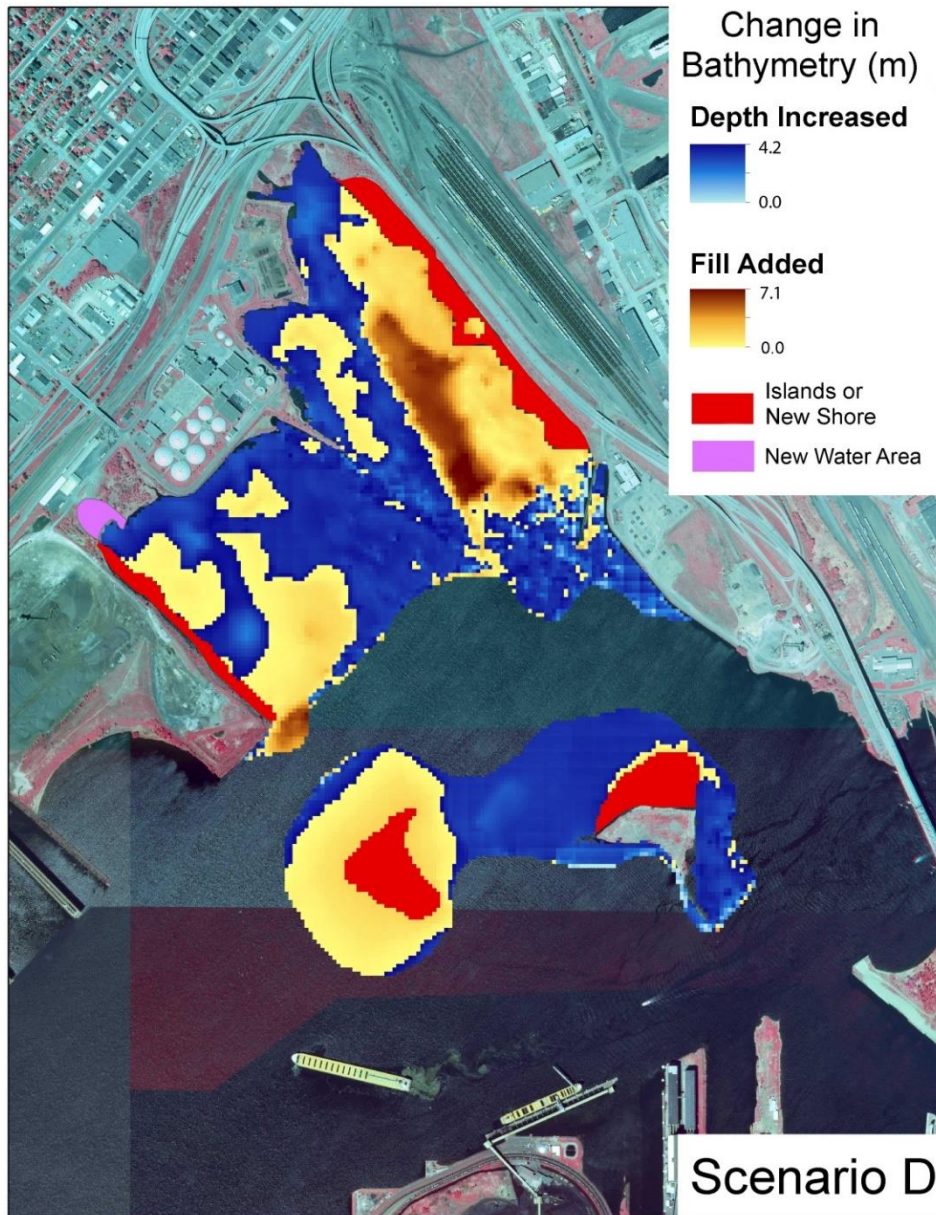 Change in
Bathymetry (m)
Depth Increased
4.2
0.0
Fill Added
7.1
0.0
Islands or
New Shore
New Water Area
Scenario D